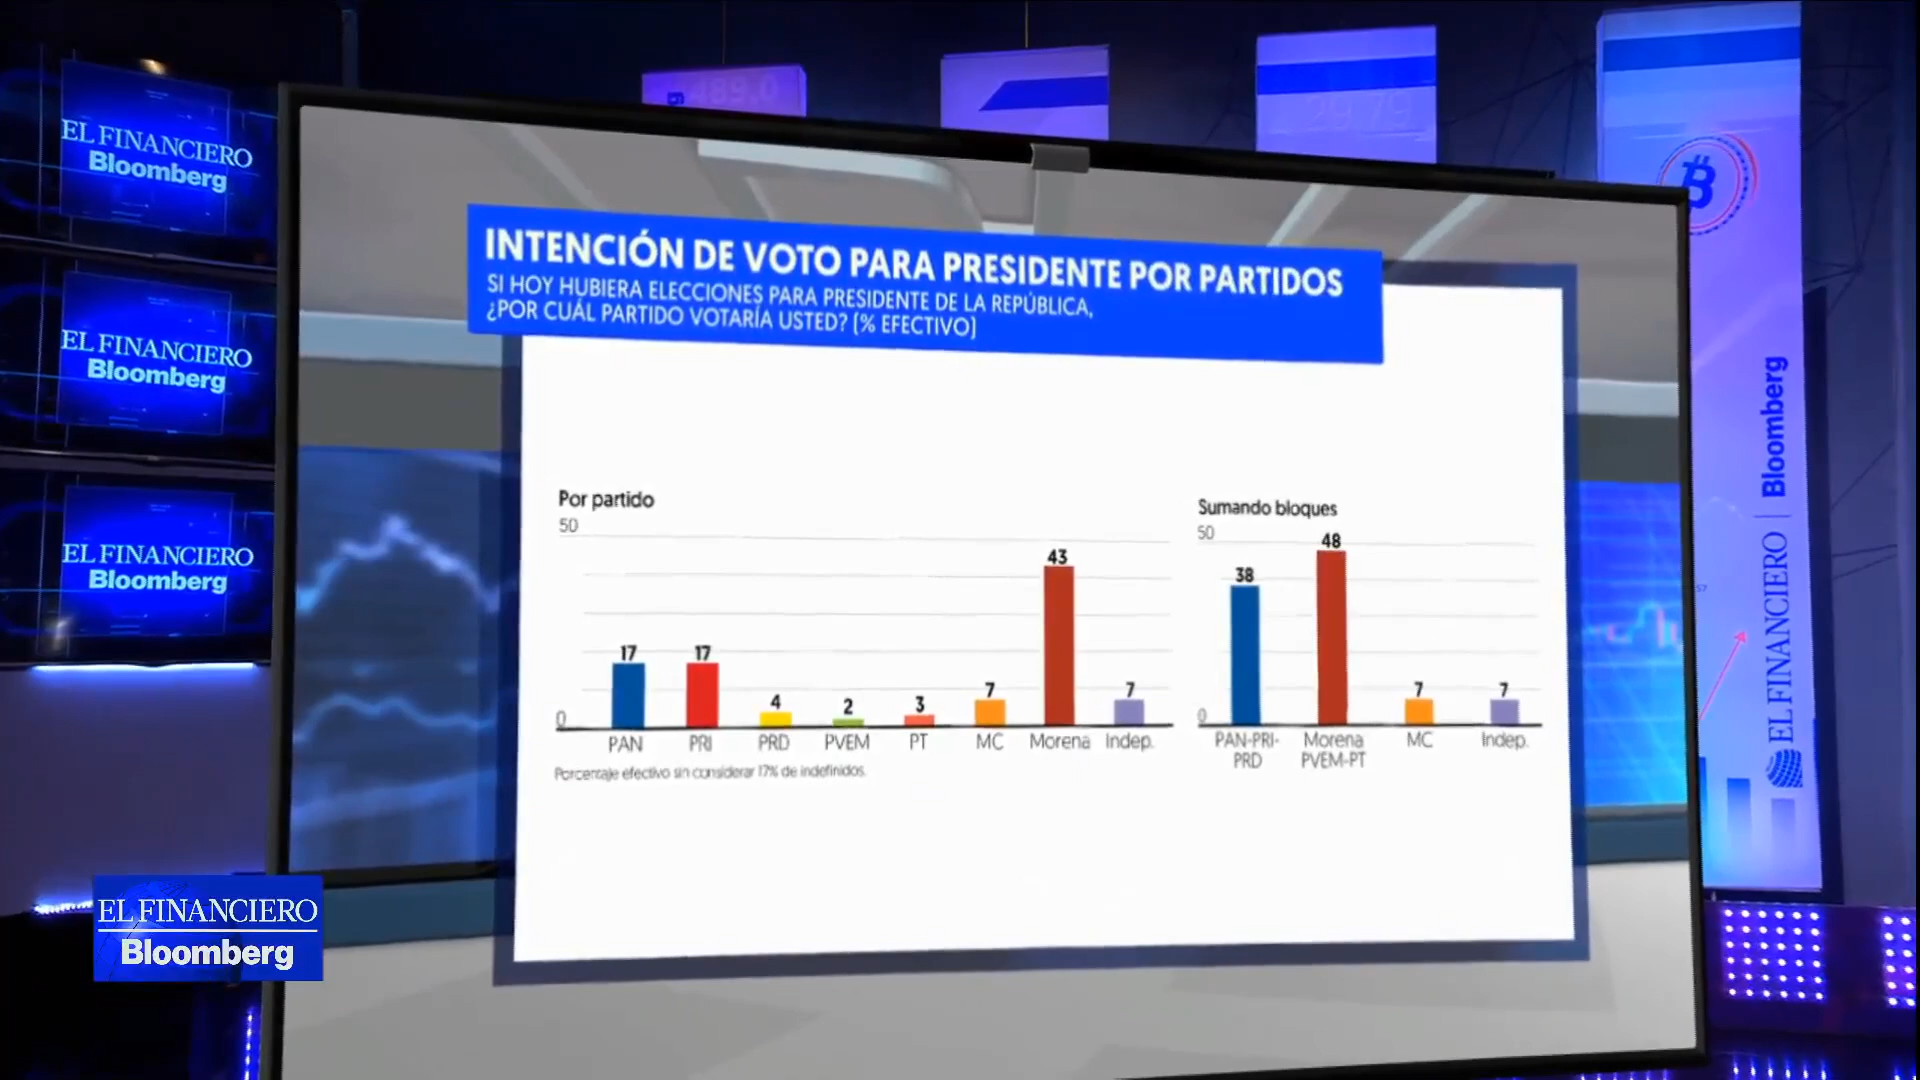 489.0
29.79
EL FINANCIERO
Bloomberg
EL FINANCIERO
Bloomberg
EL FINANCIERO
Bloomberg
INTENCIÓN DE VOTO PARA PRESIDENTE POR PARTIDOS
SI HOY HUBIERA ELECCIONES PARA PRESIDENTE DE LA REPÚBLICA,
¿POR CUÁL PARTIDO VOTARÍA USTED? (% EFECTIVO)
Por partido
50
17
17
4
2
3
7
43
7
0
PAN
PRI
PRD
PVEM
PT
MC
Morena
Indep.
Porcentaje efectivo sin considerar 17% de indefinidos.
Sumando bloques
50
38
48
7
7
0
PAN-PRI-
PRD
Morena
PVEM-PT
MC
Indep.
EL FINANCIERO | Bloomberg
EL FINANCIERO
Bloomberg